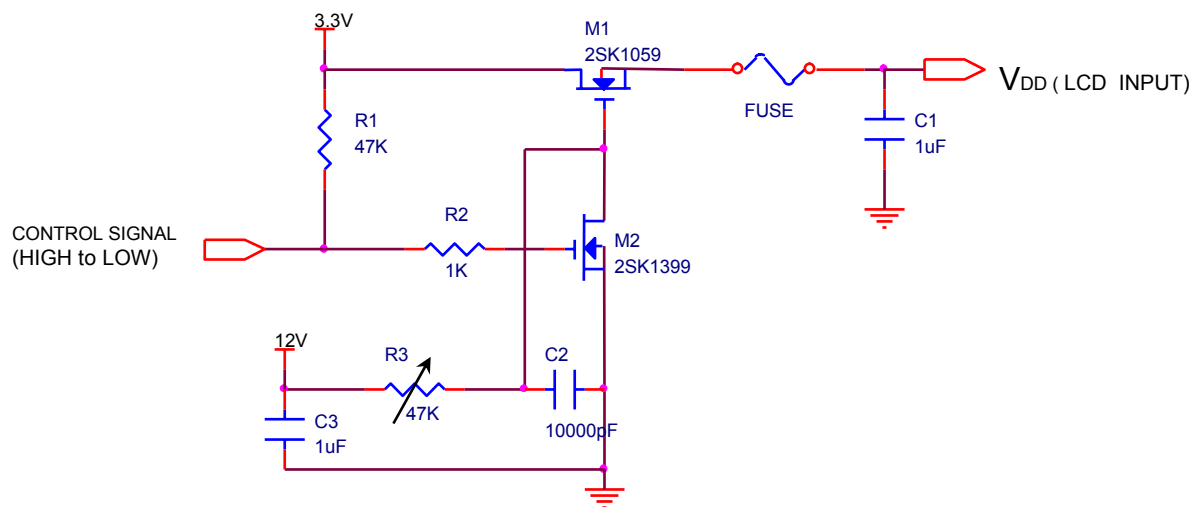 3.3V
M1
2SK1059
FUSE
VDD ( LCD INPUT)
R1
47K
C1
1uF
CONTROL SIGNAL
(HIGH to LOW)
R2
1K
M2
2SK1399
12V
R3
47K
C2
10000pF
C3
1uF